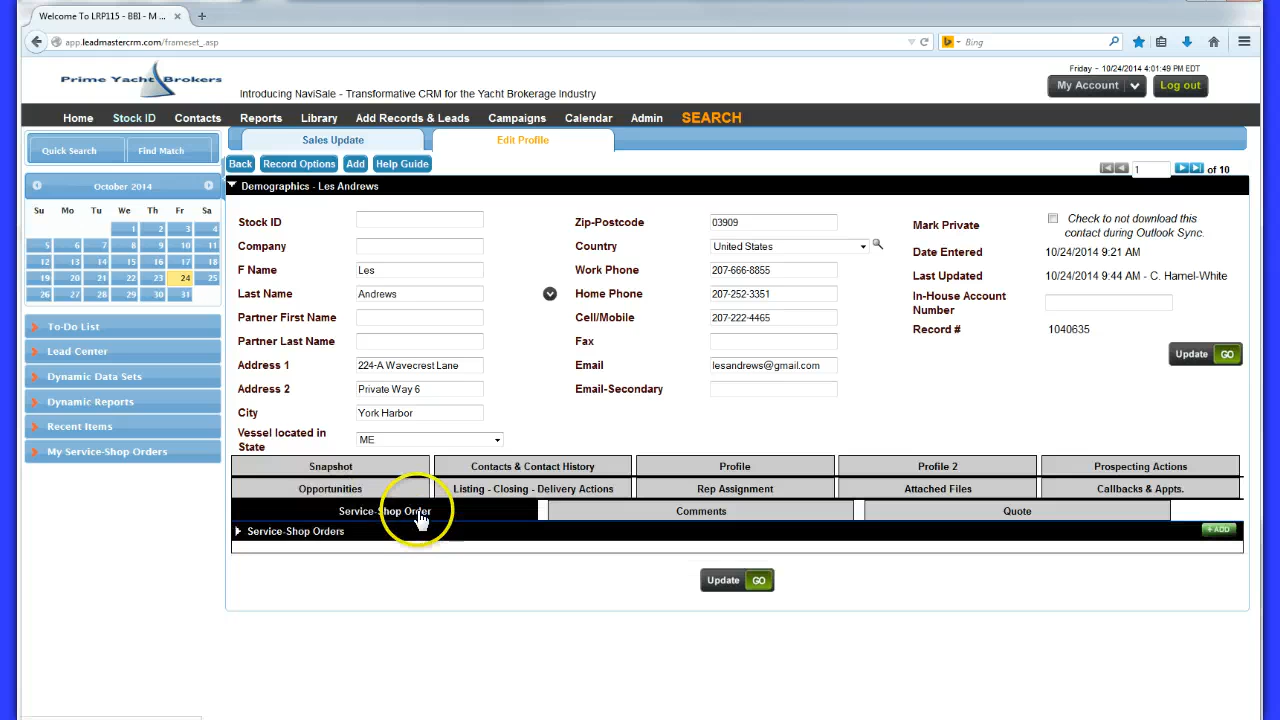 Welcome To LRP115 - BBI - M ...
app.leadmastercrm.com/frameset_.asp
Bing
Prime Yacht Brokers
Introducing NaviSale - Transformative CRM for the Yacht Brokerage Industry
Friday - 10/24/2014 4:01:49 PM EDT
My Account
Log out
Home Stock ID Contacts Reports Library Add Records & Leads Campaigns Calendar Admin SEARCH
Quick Search Find Match
Sales Update Edit Profile
Back Record Options Add Help Guide
1 of 10
October 2014
Su Mo Tu We Th Fr Sa
1 2 3 4
5 6 7 8 9 10 11
12 13 14 15 16 17 18
19 20 21 22 23 24 25
26 27 28 29 30 31
To-Do List
Lead Center
Dynamic Data Sets
Dynamic Reports
Recent Items
My Service-Shop Orders
Demographics - Les Andrews
Stock ID
Company
F Name Les
Last Name Andrews
Partner First Name
Partner Last Name
Address 1 224-A Wavecrest Lane
Address 2 Private Way 6
City York Harbor
Vessel located in State ME
Zip-Postcode 03909
Country United States
Work Phone 207-666-8855
Home Phone 207-252-3351
Cell/Mobile 207-222-4465
Fax
Email lesandrews@gmail.com
Email-Secondary
Mark Private Check to not download this contact during Outlook Sync.
Date Entered 10/24/2014 9:21 AM
Last Updated 10/24/2014 9:44 AM - C. Hamel-White
In-House Account Number
Record # 1040635
Update GO
Snapshot Contacts & Contact History Profile Profile 2 Prospecting Actions
Opportunities Listing - Closing - Delivery Actions Rep Assignment Attached Files Callbacks & Appts.
Service-Shop Order Comments Quote
Service-Shop Orders
+ ADD
Update GO